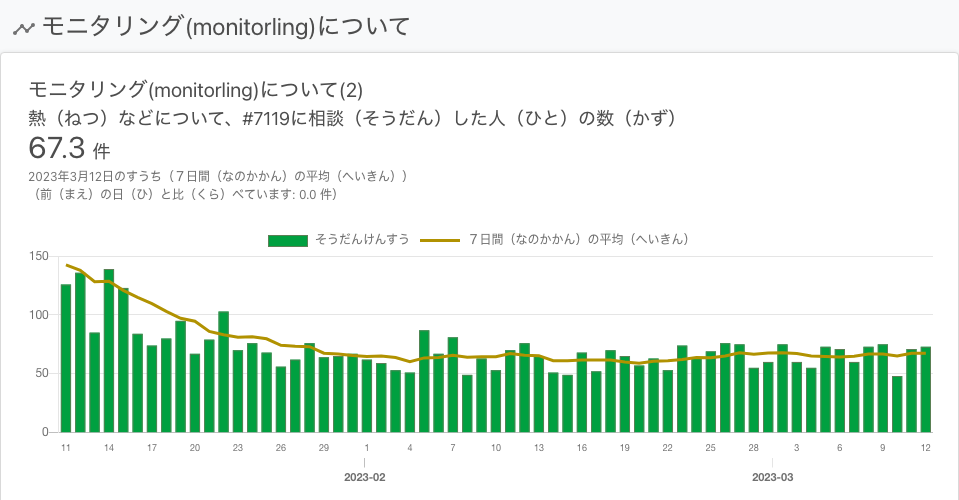 モニタリング(monitorling)について
モニタリング(monitorling)について(2)
熱（ねつ）などについて、#7119に相談（そうだん）した人（ひと）の数（かず）
67.3 件
2023年3月12日のすうち（７日間（なのかかん）の平均（へいきん））
（前（まえ）の日（ひ）と比（くら）べています: 0.0 件）
そうだんけんすう ７日間（なのかかん）の平均（へいきん）
150
100
50
0
11 14 17 20 23 26 29 1 4 7 10 13 16 19 22 25 28 3 6 9 12
2023-02 2023-03